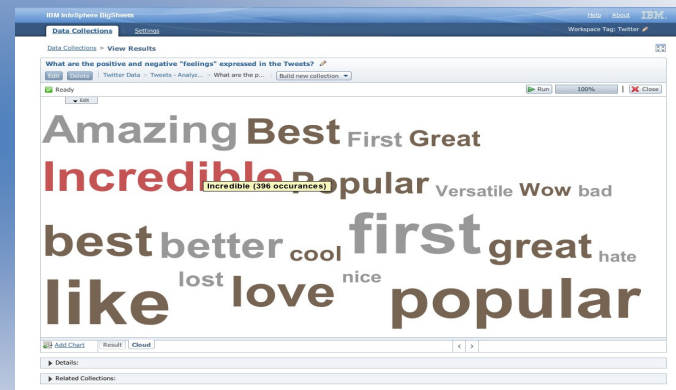 IBM InfoSphere BigSheets Help About IBM.
Data Collections Settings Workspace Tag: Twitter
Data Collections > View Results
What are the positive and negative "feelings" expressed in the Tweets?
Edit Delete | Twitter Data > Tweets - Analyz... > What are the p... | Build new collection
Ready Run 100% | Close
Edit
Amazing Best First Great
Incredible Popular Versatile Wow bad
Incredible (396 occurances)
best better cool first great hate
like lost love nice popular
Add Chart Result Cloud < >
Details:
Related Collections: